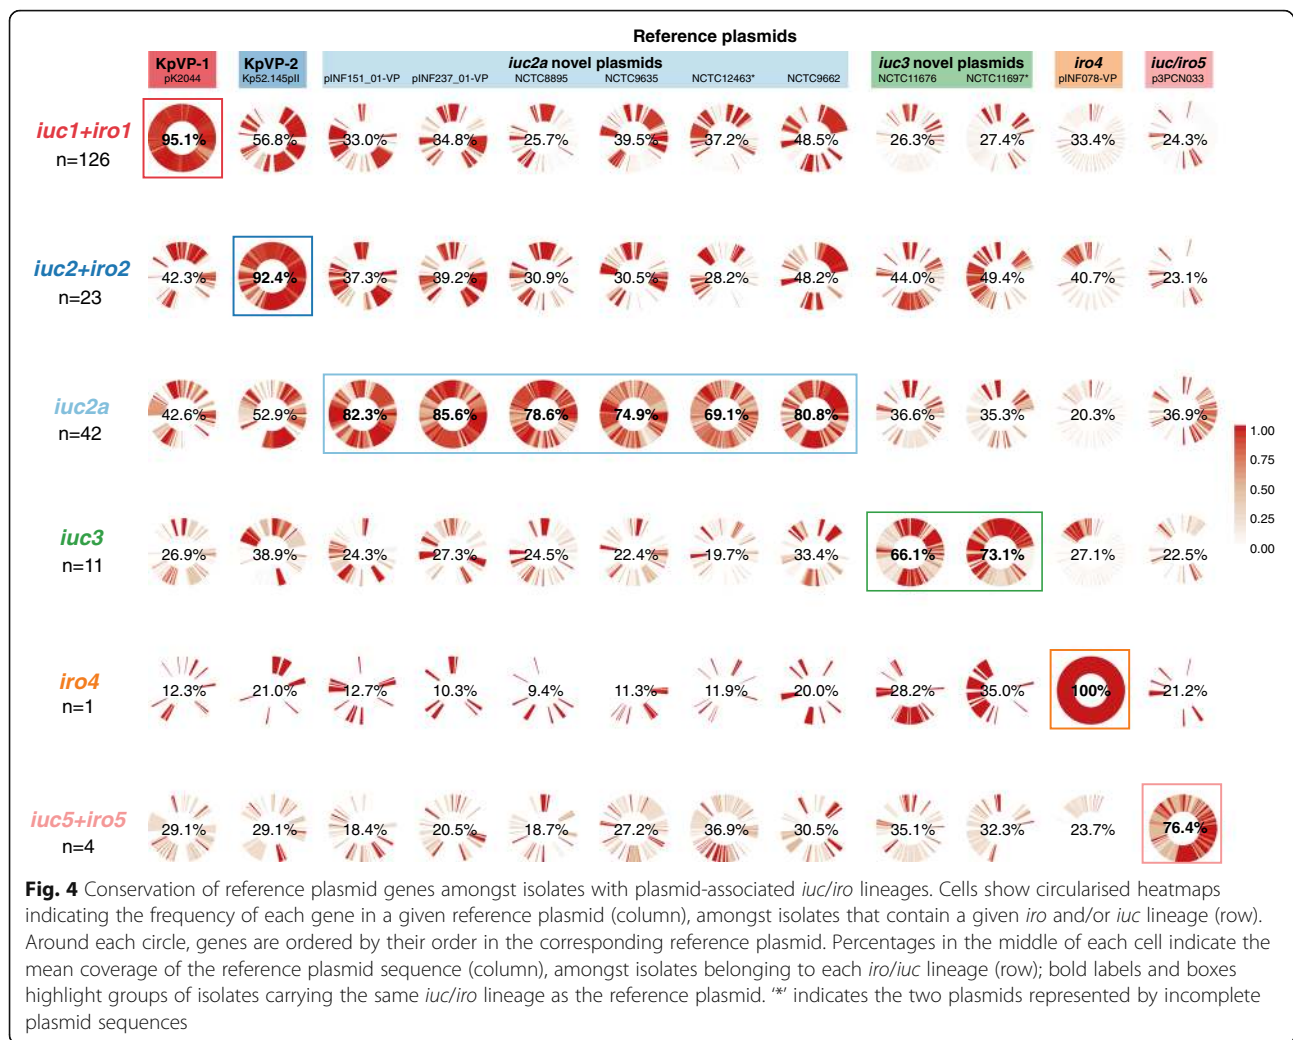 Reference plasmids
KpVP-1
pK2044
KpVP-2
Kp52.145pII
iuc2a novel plasmids
pINF151_01-VP pINF237_01-VP NCTC8895 NCTC9635 NCTC12463* NCTC9662
iuc3 novel plasmids
NCTC11676 NCTC11697*
iro4
pINF078-VP
iuc/iro5
p3PCN033
iuc1+iro1
n=126
95.1% 56.8% 33.0% 34.8% 25.7% 39.5% 37.2% 48.5% 26.3% 27.4% 33.4% 24.3%
iuc2+iro2
n=23
42.3% 92.4% 37.3% 39.2% 30.9% 30.5% 28.2% 48.2% 44.0% 49.4% 40.7% 23.1%
iuc2a
n=42
42.6% 52.9% 82.3% 85.6% 78.6% 74.9% 69.1% 80.8% 36.6% 35.3% 20.3% 36.9%
1.00
0.75
0.50
0.25
0.00
iuc3
n=11
26.9% 38.9% 24.3% 27.3% 24.5% 22.4% 19.7% 33.4% 66.1% 73.1% 27.1% 22.5%
iro4
n=1
12.3% 21.0% 12.7% 10.3% 9.4% 11.3% 11.9% 20.0% 28.2% 35.0% 100% 21.2%
iuc5+iro5
n=4
29.1% 29.1% 18.4% 20.5% 18.7% 27.2% 36.9% 30.5% 35.1% 32.3% 23.7% 76.4%
Fig. 4 Conservation of reference plasmid genes amongst isolates with plasmid-associated iuc/iro lineages. Cells show circularised heatmaps
indicating the frequency of each gene in a given reference plasmid (column), amongst isolates that contain a given iro and/or iuc lineage (row).
Around each circle, genes are ordered by their order in the corresponding reference plasmid. Percentages in the middle of each cell indicate the
mean coverage of the reference plasmid sequence (column), amongst isolates belonging to each iro/iuc lineage (row); bold labels and boxes
highlight groups of isolates carrying the same iuc/iro lineage as the reference plasmid. '*' indicates the two plasmids represented by incomplete
plasmid sequences